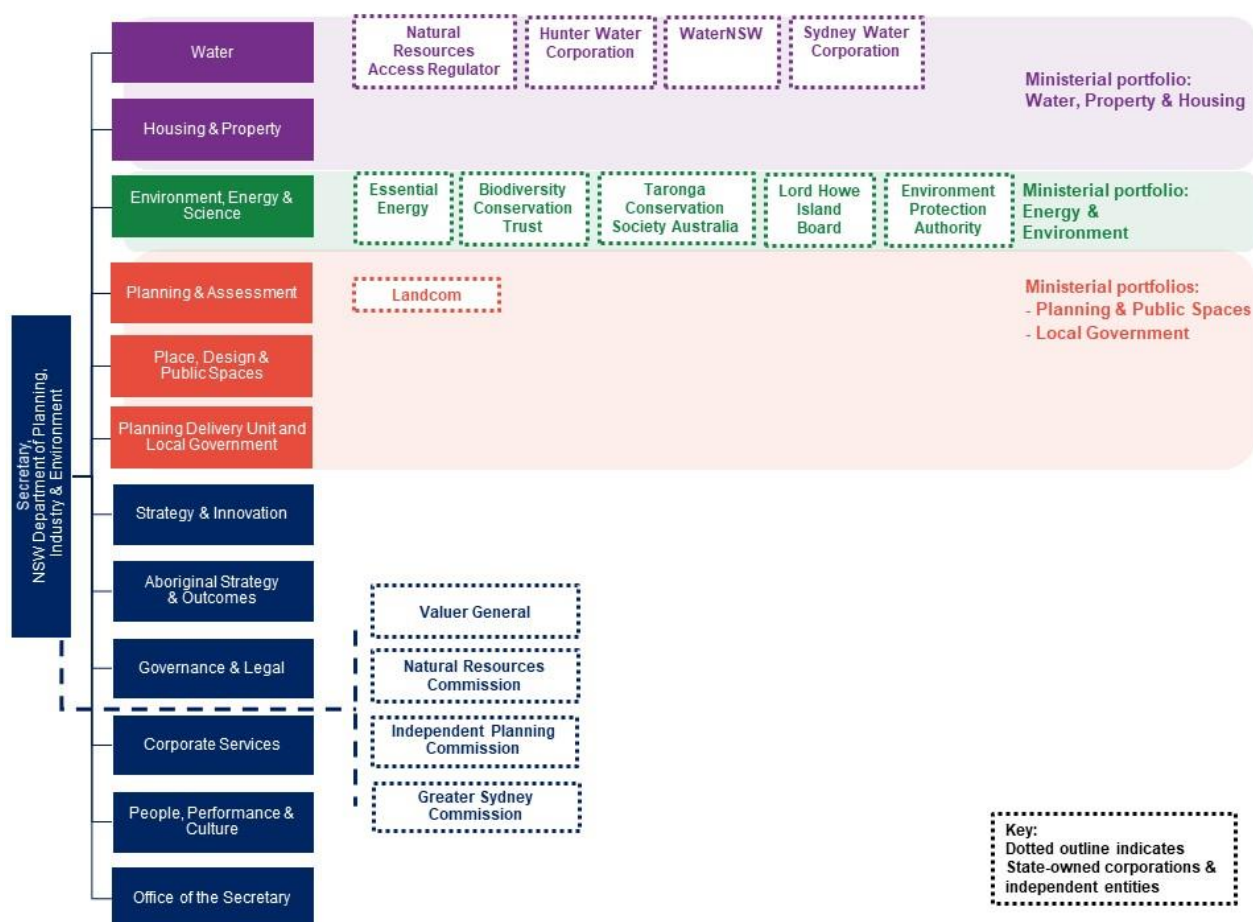 Water
Natural
Resources
Access Regulator
Hunter Water
Corporation
WaterNSW
Sydney Water
Corporation
Ministerial portfolio:
Water, Property & Housing
Housing & Property
Environment, Energy &
Science
Essential
Energy
Biodiversity
Conservation
Trust
Taronga
Conservation
Society Australia
Lord Howe
Island
Board
Environment
Protection
Authority
Ministerial portfolio:
Energy &
Environment
Planning & Assessment
Landcom
Ministerial portfolios:
- Planning & Public Spaces
- Local Government
Place, Design &
Public Spaces
Planning Delivery Unit and
Local Government
Secretary,
NSW Department of Planning,
Industry & Environment
Strategy & Innovation
Aboriginal Strategy
& Outcomes
Governance & Legal
Corporate Services
People, Performance &
Culture
Office of the Secretary
Valuer General
Natural Resources
Commission
Independent Planning
Commission
Greater Sydney
Commission
Key:
Dotted outline indicates
State-owned corporations &
independent entities